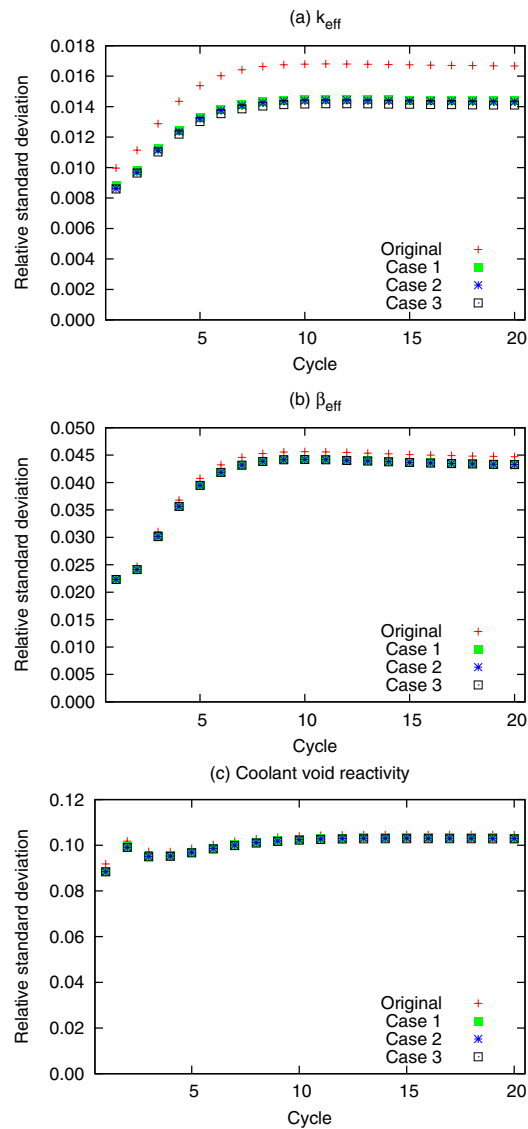 (a) keff
Relative standard deviation
0.018
0.016
0.014
0.012
0.010
0.008
0.006
0.004
0.002
0.000
Original
Case 1
Case 2
Case 3
5
10
15
20
Cycle
(b) βeff
Relative standard deviation
0.050
0.045
0.040
0.035
0.030
0.025
0.020
0.015
0.010
0.005
0.000
Original
Case 1
Case 2
Case 3
5
10
15
20
Cycle
(c) Coolant void reactivity
Relative standard deviation
0.12
0.10
0.08
0.06
0.04
0.02
0.00
Original
Case 1
Case 2
Case 3
5
10
15
20
Cycle